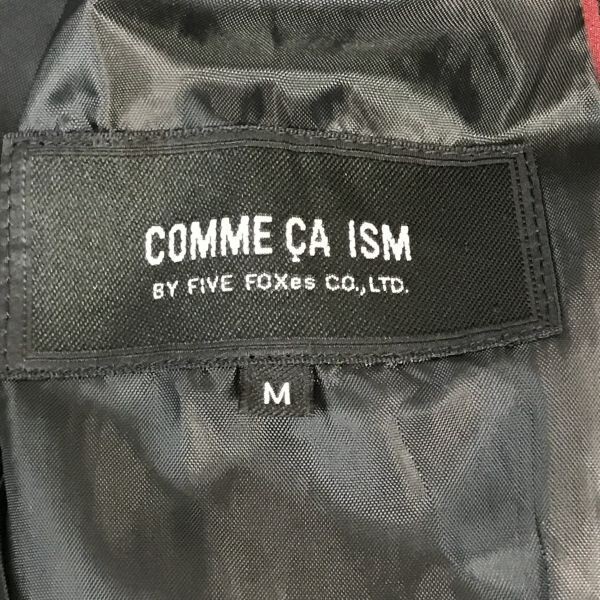 COMME ÇA ISM
BY FIVE FOXes CO.,LTD.
M